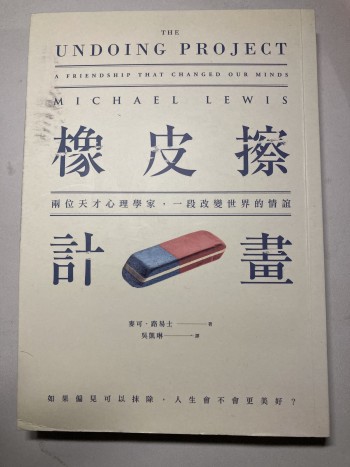 THE
UNDOING PROJECT
A FRIENDSHIP THAT CHANGED OUR MINDS
MICHAEL LEWIS
橡皮擦
兩位天才心理學家，一段改變世界的情誼
計畫
麥可・路易士 著
吳凱琳 譯
如果偏見可以抹除，人生會不會更美好？